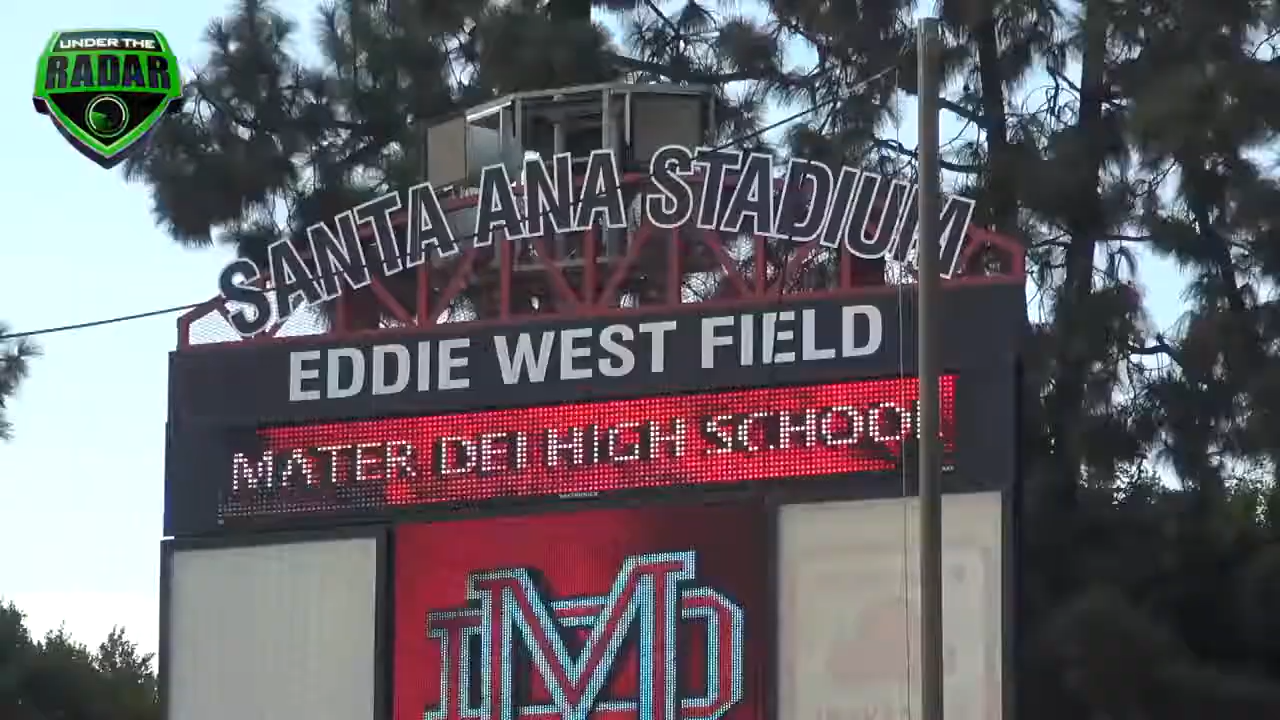 UNDER THE
RADAR
SANTA ANA STADIUM
EDDIE WEST FIELD
MATER DEI HIGH SCHOOL
MD